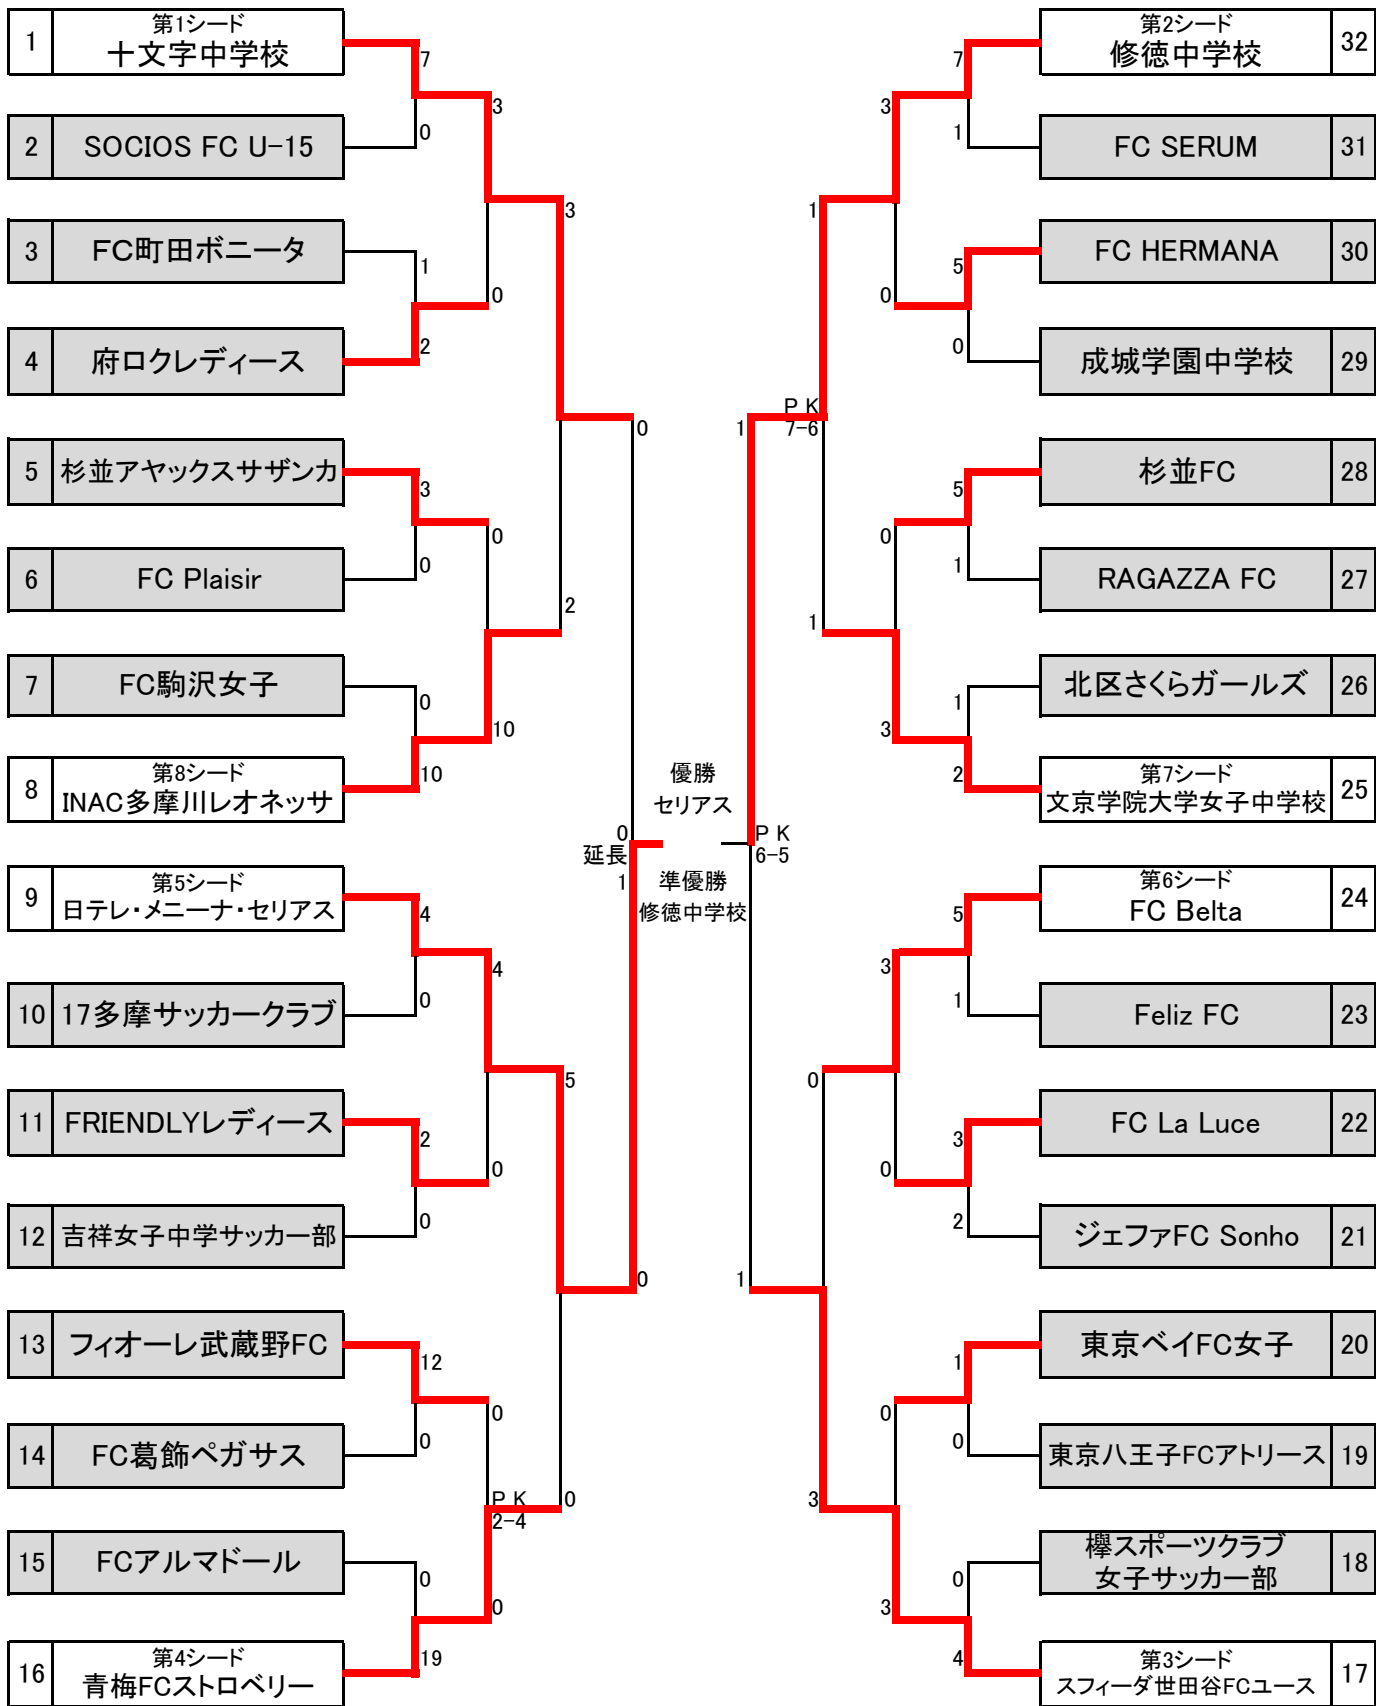 1
第1シード
十文字中学校
7
2
SOCIOS FC U-15
0
3
3
FC町田ボニータ
1
4
府ロクレディース
2
0
3
5
杉並アヤックスサザンカ
3
6
FC Plaisir
0
0
7
FC駒沢女子
0
8
第8シード
INAC多摩川レオネッサ
10
10
2
0
9
第5シード
日テレ・メニーナ・セリアス
4
10
17多摩サッカークラブ
0
4
11
FRIENDLYレディース
2
12
吉祥女子中学サッカー部
0
0
5
13
フィオーレ武蔵野FC
12
14
FC葛飾ペガサス
0
0
PK
2-4
15
FCアルマドール
0
16
第4シード
青梅FCストロベリー
19
0
0
0
優勝
セリアス
0
延長
1
準優勝
修徳中学校
PK
6-5
第2シード
修徳中学校
32
7
FC SERUM
31
1
3
FC HERMANA
30
5
成城学園中学校
29
0
0
1
PK
7-6
1
杉並FC
28
5
RAGAZZA FC
27
1
0
北区さくらガールズ
26
1
第7シード
文京学院大学女子中学校
25
2
3
1
第6シード
FC Belta
24
5
Feliz FC
23
1
3
FC La Luce
22
3
ジェファFC Sonho
21
2
0
0
1
東京ベイFC女子
20
1
東京八王子FCアトリース
19
0
0
欅スポーツクラブ
女子サッカー部
18
0
第3シード
スフィーダ世田谷FCユース
17
4
3
3